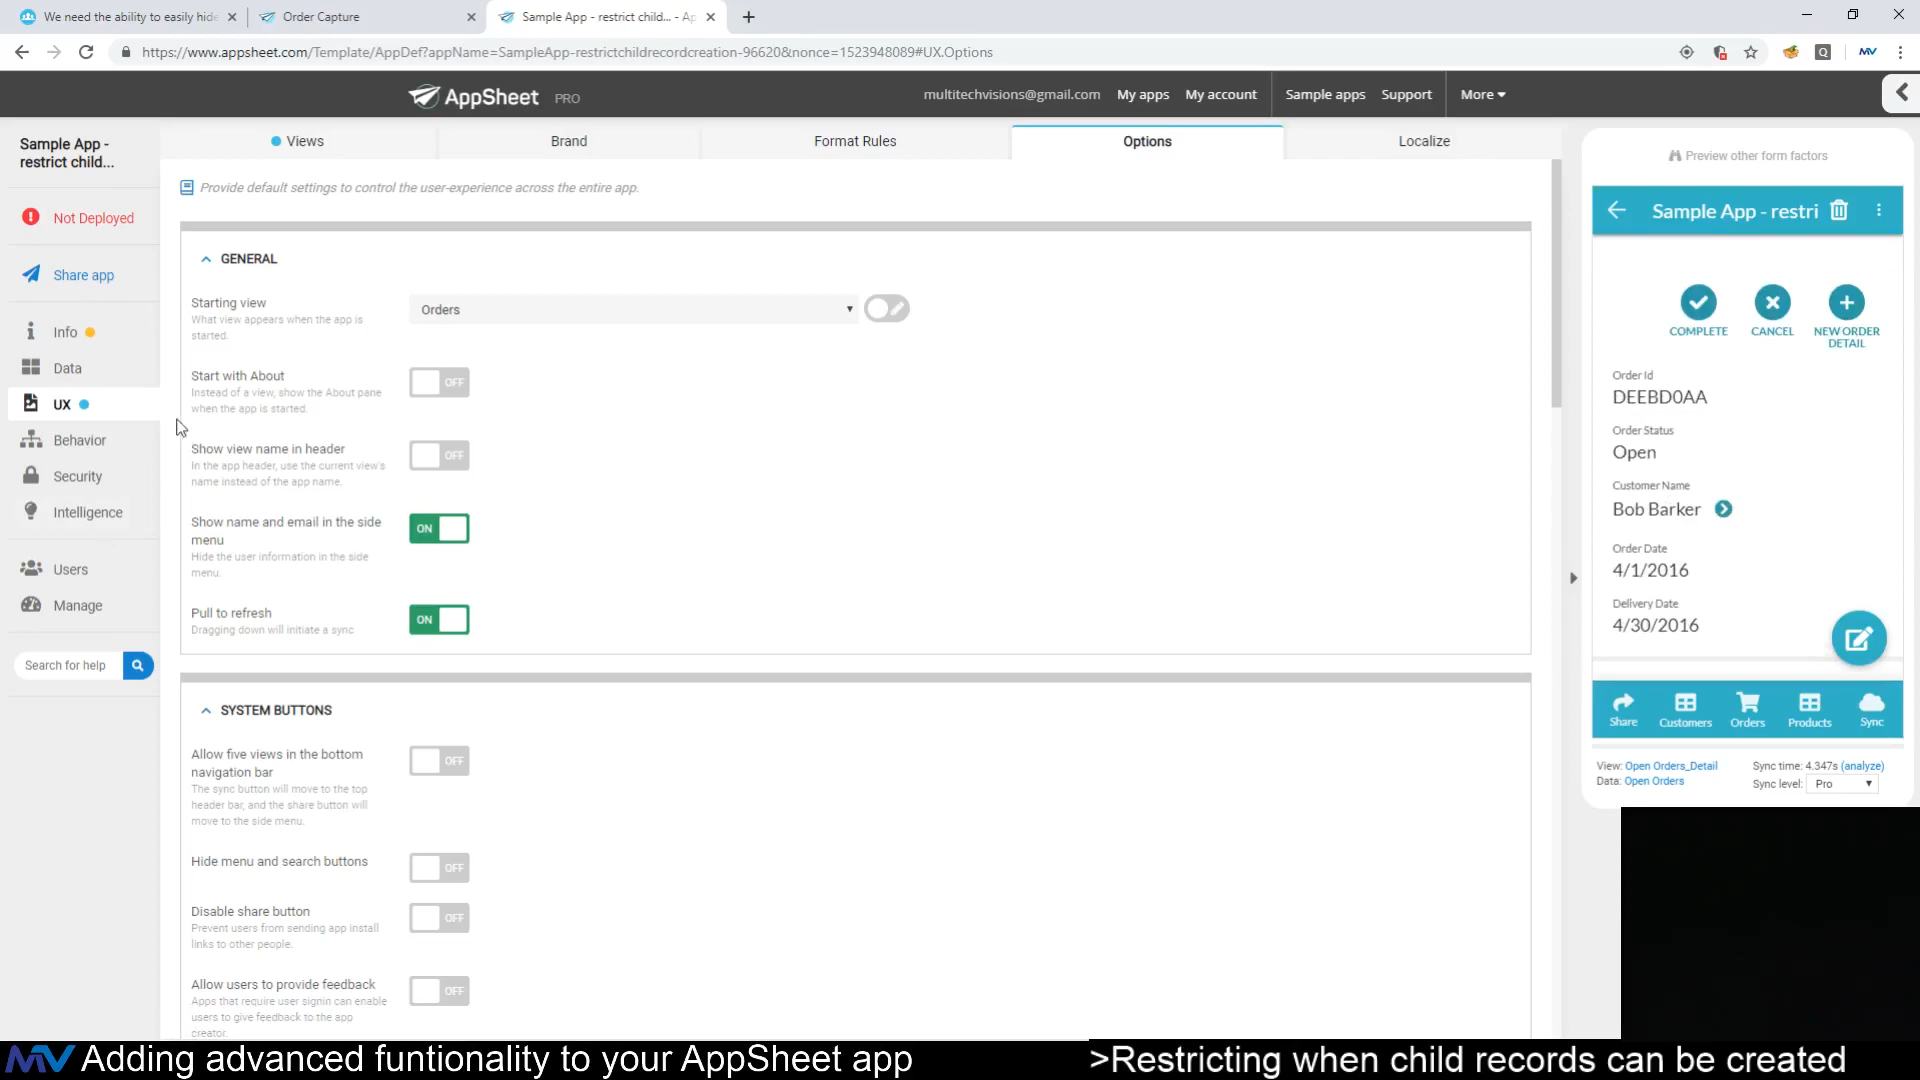 We need the ability to easily hide
Order Capture
Sample App - restrict child... - Ap
https://www.appsheet.com/Template/AppDef?appName=SampleApp-restrictchildrecordcreation-96620&nonce=1523948089#UX.Options
AppSheet PRO
multitechvisions@gmail.com My apps My account Sample apps Support More
Sample App -
restrict child...
Not Deployed
Share app
Info
Data
UX
Behavior
Security
Intelligence
Users
Manage
Search for help
Views Brand Format Rules Options Localize
Provide default settings to control the user-experience across the entire app.
GENERAL
Starting view
What view appears when the app is
started.
Orders
Start with About
Instead of a view, show the About pane
when the app is started.
OFF
Show view name in header
In the app header, use the current view's
name instead of the app name.
OFF
Show name and email in the side
menu
Hide the user information in the side
menu.
ON
Pull to refresh
Dragging down will initiate a sync
ON
SYSTEM BUTTONS
Allow five views in the bottom
navigation bar
The sync button will move to the top
header bar, and the share button will
move to the side menu.
OFF
Hide menu and search buttons
OFF
Disable share button
Prevent users from sending app install
links to other people.
OFF
Allow users to provide feedback
Apps that require user signin can enable
users to give feedback to the app
creator.
OFF
Preview other form factors
Sample App - restri
COMPLETE
CANCEL
NEW ORDER
DETAIL
Order Id
DEEBD0AA
Order Status
Open
Customer Name
Bob Barker
Order Date
4/1/2016
Delivery Date
4/30/2016
Share Customers Orders Products Sync
View: Open Orders_Detail
Data: Open Orders
Sync time: 4.347s (analyze)
Sync level: Pro
MV Adding advanced funtionality to your AppSheet app
>Restricting when child records can be created